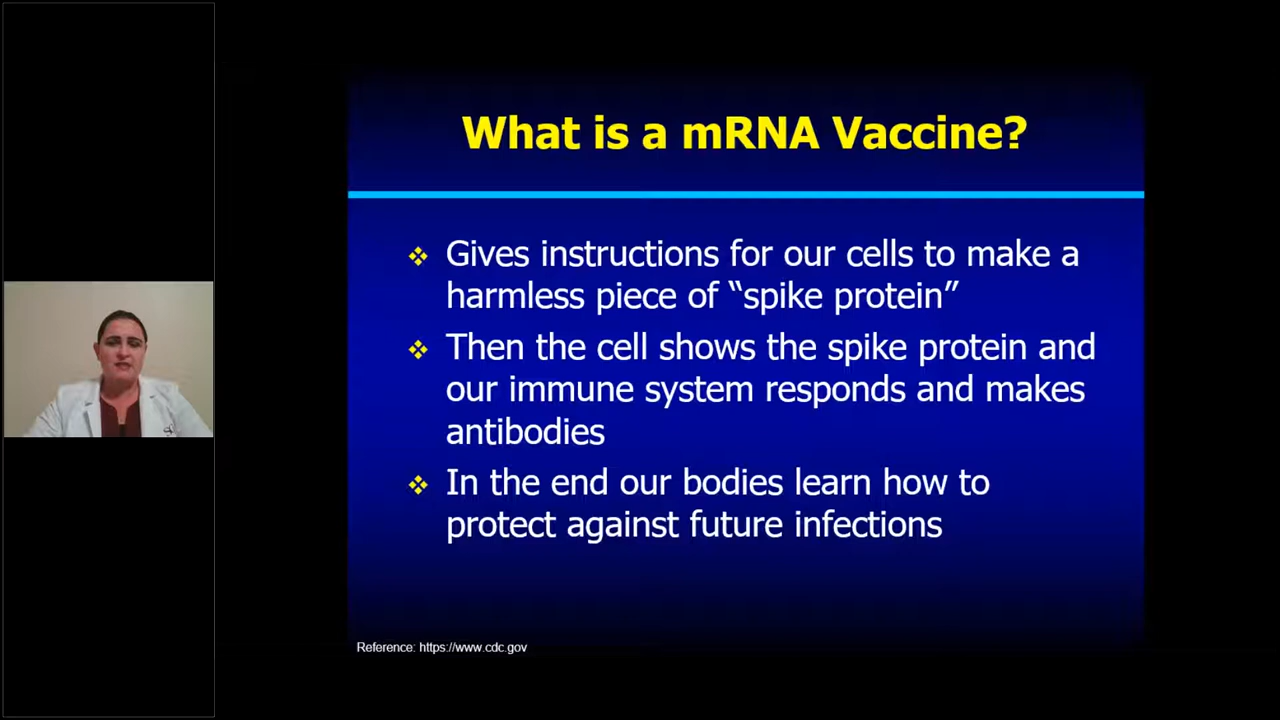 What is a mRNA Vaccine?
Gives instructions for our cells to make a
harmless piece of “spike protein”
Then the cell shows the spike protein and
our immune system responds and makes
antibodies
In the end our bodies learn how to
protect against future infections
Reference: https://www.cdc.gov